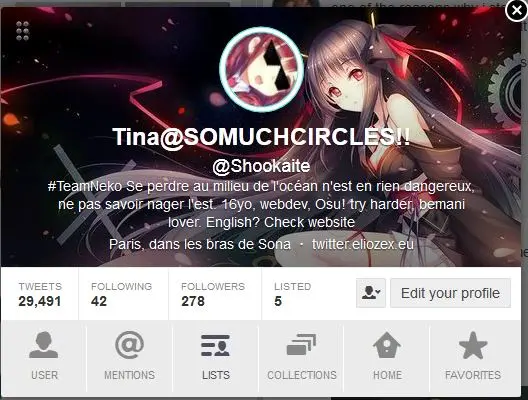 Tina@SOMUCHCIRCLES!!
@Shookaite
#TeamNeko Se perdre au milieu de l'océan n'est en rien dangereux,
ne pas savoir nager l'est. 16yo, webdev, Osu! try harder, bemani
lover. English? Check website
Paris, dans les bras de Sona · twitter.eliozex.eu
TWEETS FOLLOWING FOLLOWERS LISTED
29,491 42 278 5
Edit your profile
USER @ MENTIONS LISTS COLLECTIONS HOME FAVORITES